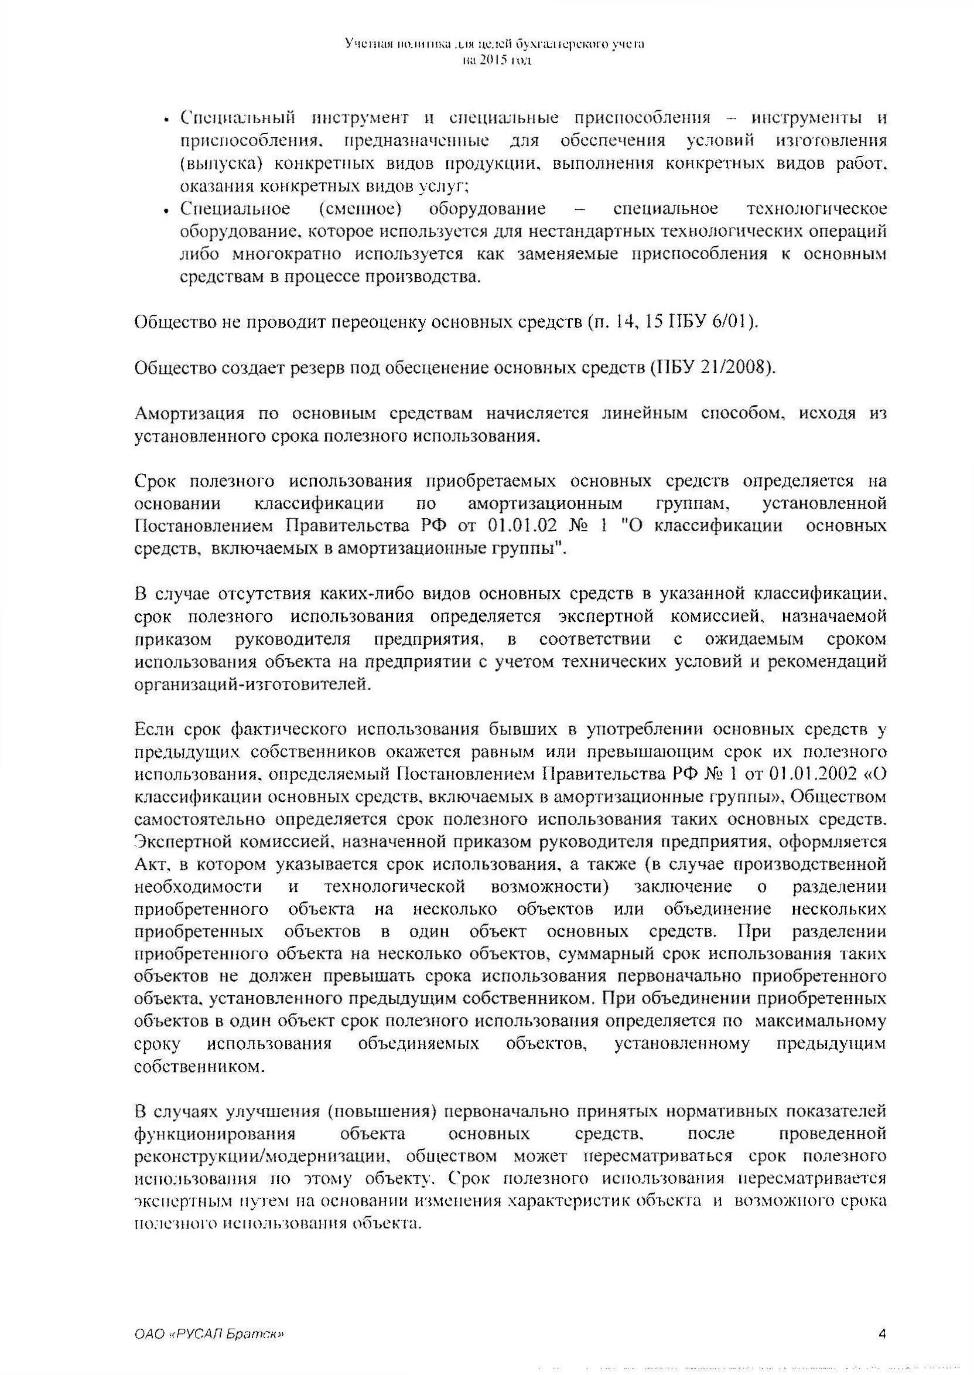 Учетная политика для целей бухгалтерского учета
на 2015 год
• Специальный инструмент и специальные приспособления – инструменты и
приспособления, предназначенные для обеспечения условий изготовления
(выпуска) конкретных видов продукции, выполнения конкретных видов работ,
оказания конкретных видов услуг;
• Специальное (сменное) оборудование – специальное технологическое
оборудование, которое используется для нестандартных технологических операций
либо многократно используется как заменяемые приспособления к основным
средствам в процессе производства.
Общество не проводит переоценку основных средств (п. 14, 15 ПБУ 6/01).
Общество создает резерв под обесценение основных средств (ПБУ 21/2008).
Амортизация по основным средствам начисляется линейным способом, исходя из
установленного срока полезного использования.
Срок полезного использования приобретаемых основных средств определяется на
основании классификации по амортизационным группам, установленной
Постановлением Правительства РФ от 01.01.02 № 1 "О классификации основных
средств, включаемых в амортизационные группы".
В случае отсутствия каких-либо видов основных средств в указанной классификации,
срок полезного использования определяется экспертной комиссией, назначаемой
приказом руководителя предприятия, в соответствии с ожидаемым сроком
использования объекта на предприятии с учетом технических условий и рекомендаций
организаций-изготовителей.
Если срок фактического использования бывших в употреблении основных средств у
предыдущих собственников окажется равным или превышающим срок их полезного
использования, определяемый Постановлением Правительства РФ № 1 от 01.01.2002 «О
классификации основных средств, включаемых в амортизационные группы», Обществом
самостоятельно определяется срок полезного использования таких основных средств.
Экспертной комиссией, назначенной приказом руководителя предприятия, оформляется
Акт, в котором указывается срок использования, а также (в случае производственной
необходимости и технологической возможности) заключение о разделении
приобретенного объекта на несколько объектов или объединение нескольких
приобретенных объектов в один объект основных средств. При разделении
приобретенного объекта на несколько объектов, суммарный срок использования таких
объектов не должен превышать срока использования первоначально приобретенного
объекта, установленного предыдущим собственником. При объединении приобретенных
объектов в один объект срок полезного использования определяется по максимальному
сроку использования объединяемых объектов, установленному предыдущим
собственником.
В случаях улучшения (повышения) первоначально принятых нормативных показателей
функционирования объекта основных средств, после проведенной
реконструкции/модернизации, обществом может пересматриваться срок полезного
использования по этому объекту. Срок полезного использования пересматривается
экспертным путем на основании изменения характеристик объекта и возможного срока
полезного использования объекта.
ОАО «РУСАЛ Братск»
4